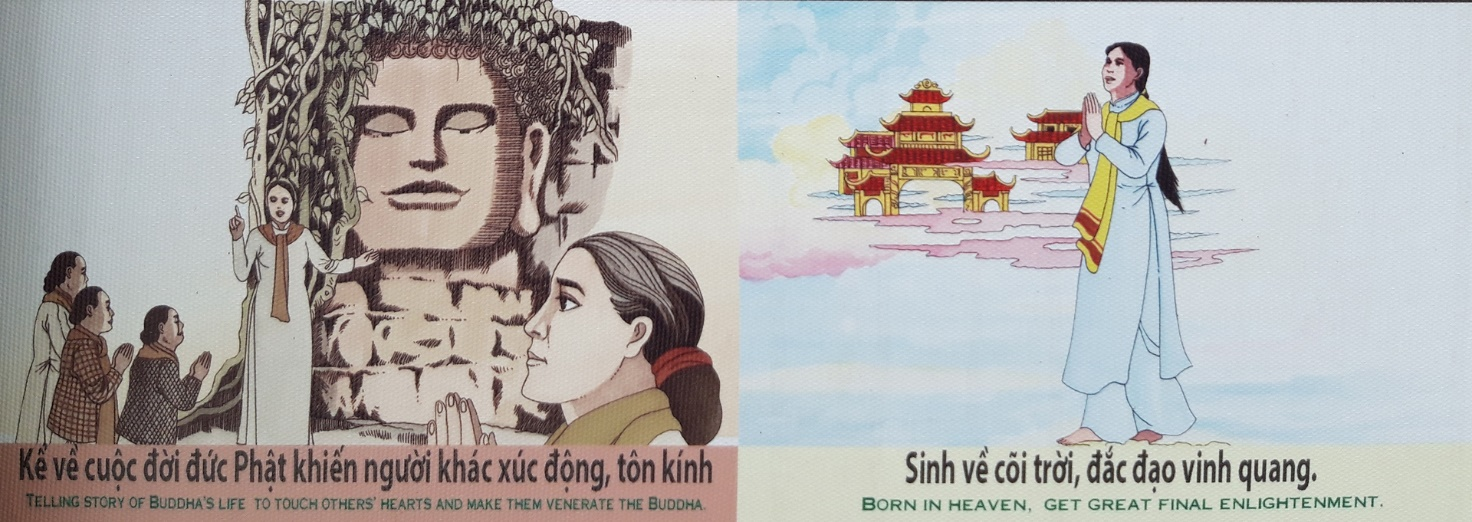 Kể về cuộc đời đức Phật khiến người khác xúc động, tôn kính
TELLING STORY OF BUDDHA'S LIFE TO TOUCH OTHERS' HEARTS AND MAKE THEM VENERATE THE BUDDHA.
Sinh về cõi trời, đắc đạo vinh quang.
BORN IN HEAVEN, GET GREAT FINAL ENLIGHTENMENT.